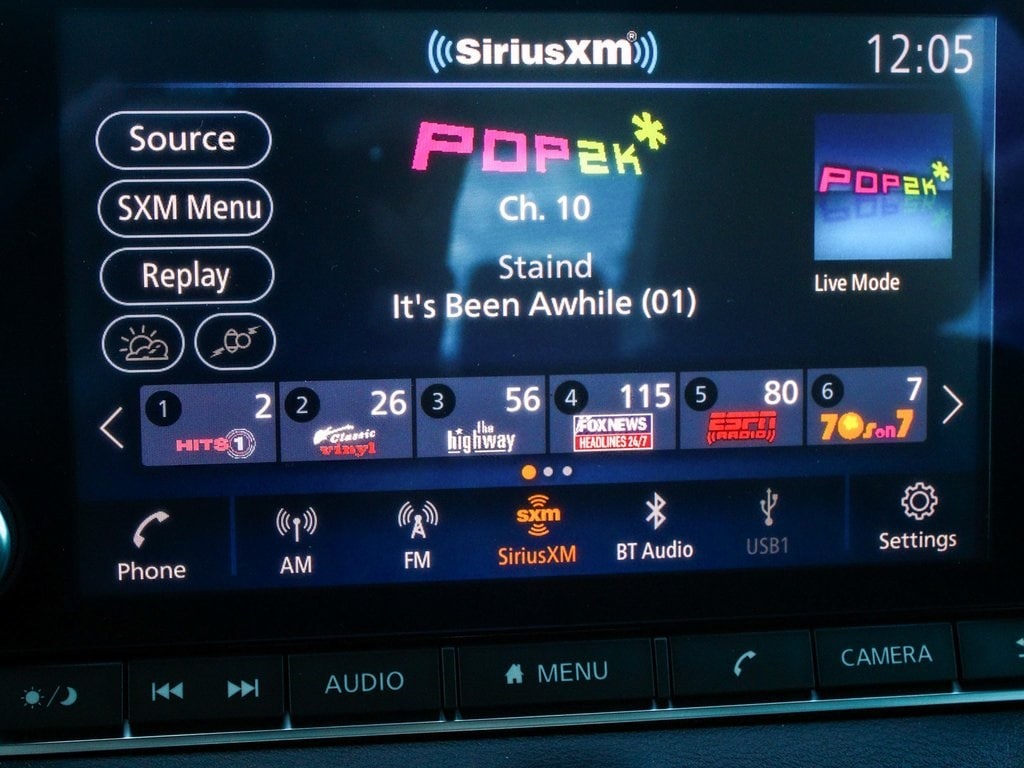 SiriusXM®
12:05
Source
SXM Menu
Replay
POP2K*
Ch. 10
Staind
It's Been Awhile (01)
POP2K*
Live Mode
1 2
HITS 1
2 26
Classic
vinyl
3 56
the
highway
4 115
FOX NEWS
HEADLINES 24/7
5 80
ESPN
RADIO
6 7
70s on 7
Phone
AM
FM
sxm
SiriusXM
BT Audio
USB1
Settings
AUDIO
MENU
CAMERA